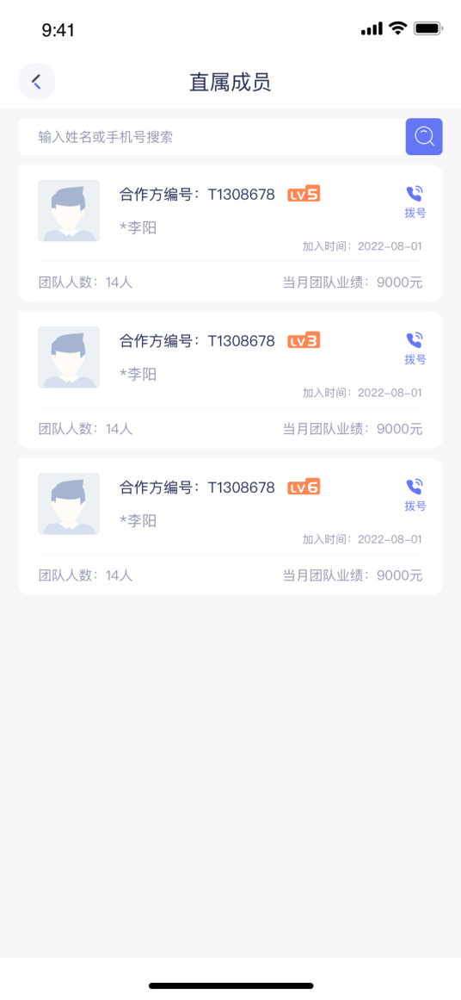 9:41
直属成员
输入姓名或手机号搜索
合作方编号：T1308678 LV5
拨号
*李阳
加入时间：2022-08-01
团队人数：14人 当月团队业绩：9000元
合作方编号：T1308678 LV3
拨号
*李阳
加入时间：2022-08-01
团队人数：14人 当月团队业绩：9000元
合作方编号：T1308678 LV6
拨号
*李阳
加入时间：2022-08-01
团队人数：14人 当月团队业绩：9000元